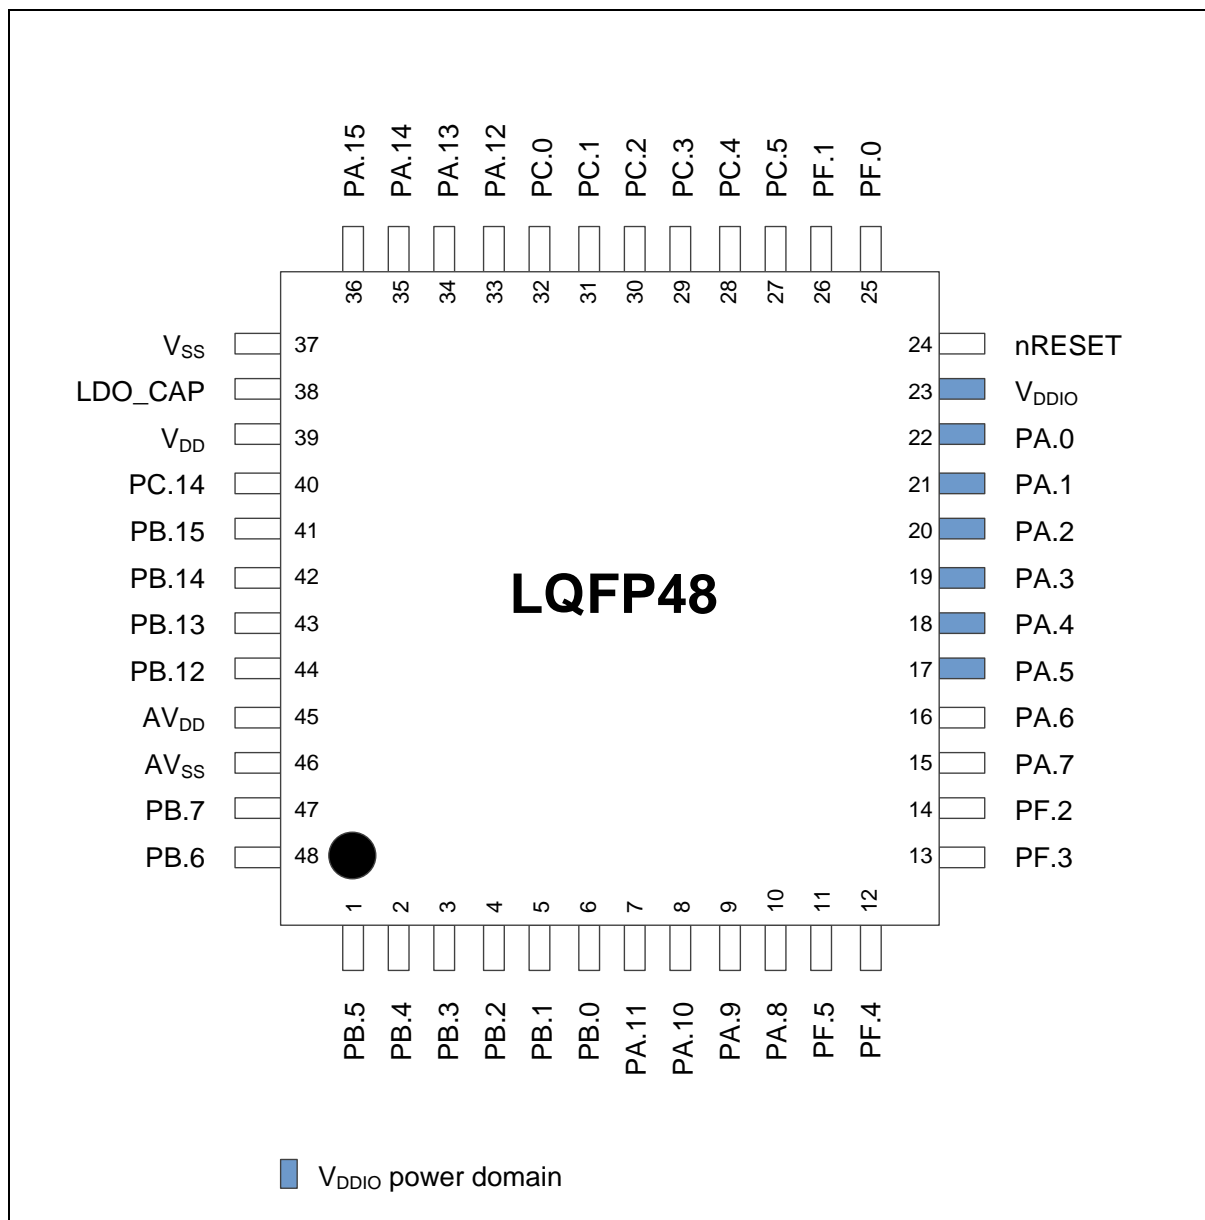 PA.15 PA.14 PA.13 PA.12 PC.0 PC.1 PC.2 PC.3 PC.4 PC.5 PF.1 PF.0
36 35 34 33 32 31 30 29 28 27 26 25
VSS 37 24 nRESET
LDO_CAP 38 23 VDDIO
VDD 39 22 PA.0
PC.14 40 21 PA.1
PB.15 41 20 PA.2
PB.14 42 19 PA.3
LQFP48
PB.13 43 18 PA.4
PB.12 44 17 PA.5
AVDD 45 16 PA.6
AVSS 46 15 PA.7
PB.7 47 14 PF.2
PB.6 48 13 PF.3
1 2 3 4 5 6 7 8 9 10 11 12
PB.5 PB.4 PB.3 PB.2 PB.1 PB.0 PA.11 PA.10 PA.9 PA.8 PF.5 PF.4
VDDIO power domain